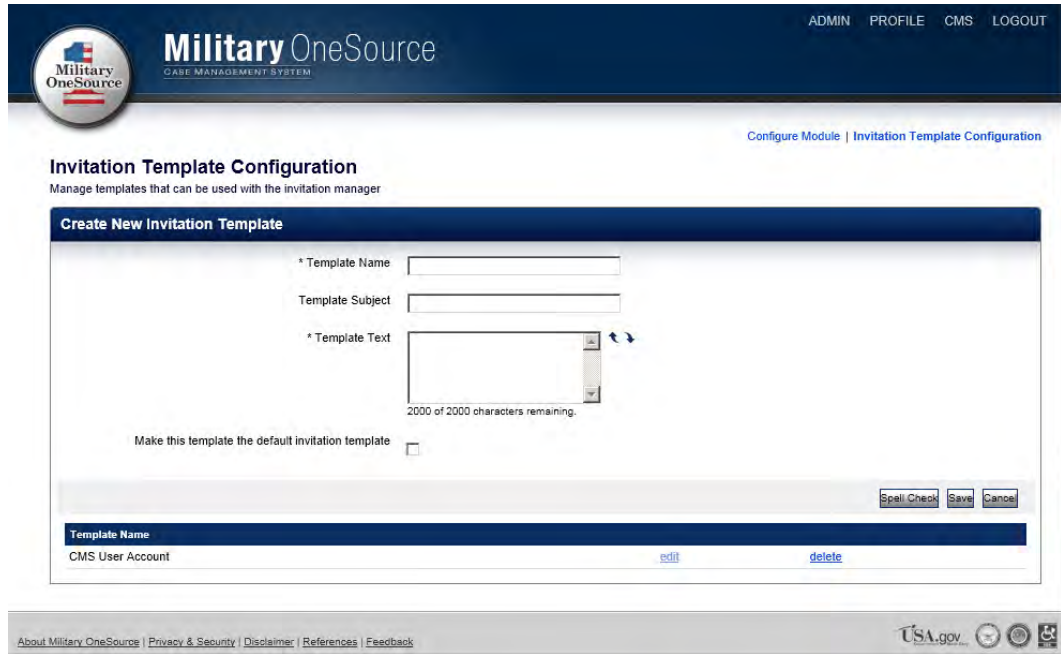 ADMIN PROFILE CMS LOGOUT
Military OneSource
CASE MANAGEMENT SYSTEM
Military
OneSource
Configure Module | Invitation Template Configuration
Invitation Template Configuration
Manage templates that can be used with the invitation manager
Create New Invitation Template
* Template Name
Template Subject
* Template Text
2000 of 2000 characters remaining.
Make this template the default invitation template
Spell Check Save Cancel
Template Name
CMS User Account edit delete
About Military OneSource | Privacy & Security | Disclaimer | References | Feedback
USA.gov